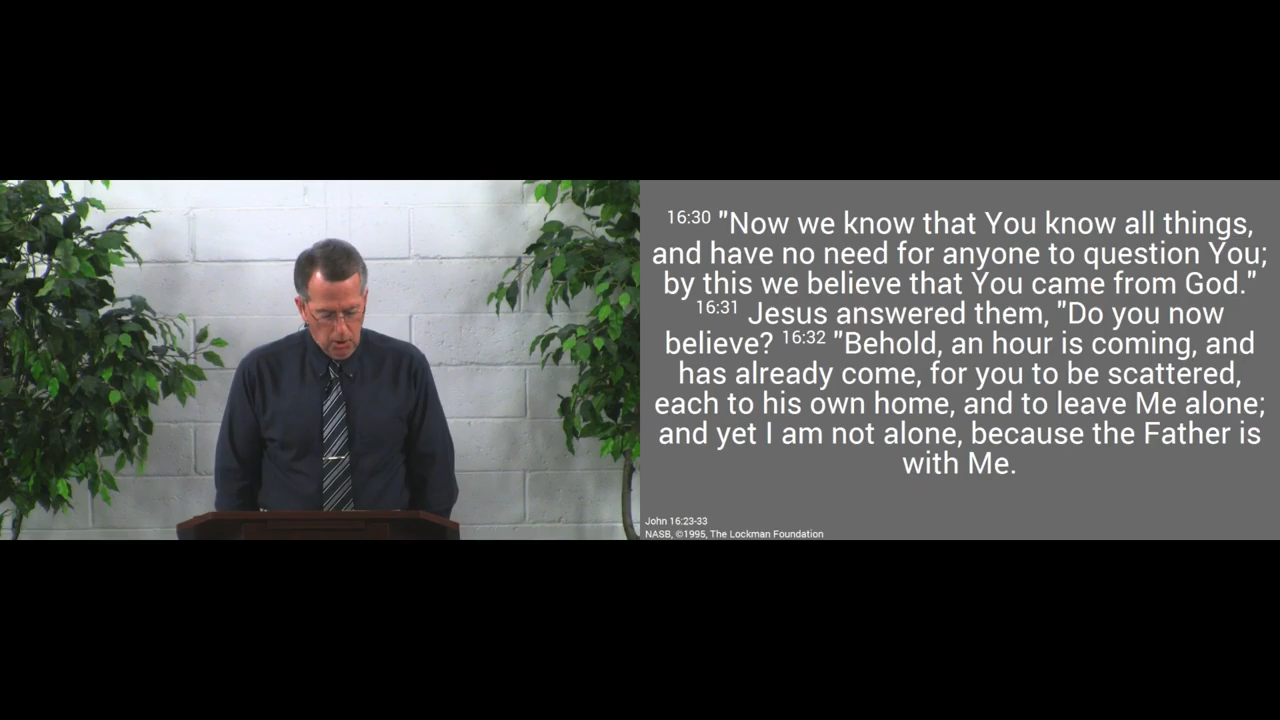 16:30 "Now we know that You know all things,
and have no need for anyone to question You;
by this we believe that You came from God."
16:31 Jesus answered them, "Do you now
believe? 16:32 "Behold, an hour is coming, and
has already come, for you to be scattered,
each to his own home, and to leave Me alone;
and yet I am not alone, because the Father is
with Me.
John 16:23-33
NASB, ©1995, The Lockman Foundation